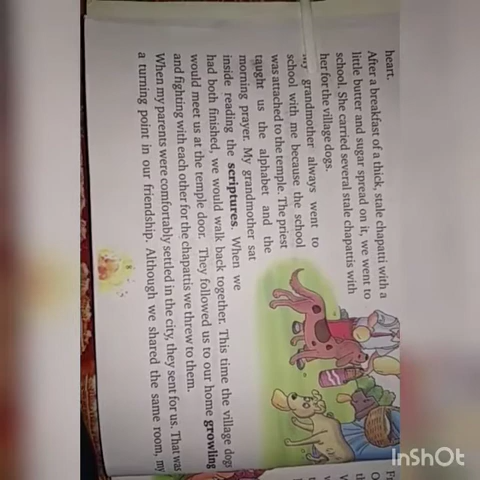 heart.
After a breakfast of a thick, stale chapatti with a
little butter and sugar spread on it, we went to
school. She carried several stale chapattis with
her for the village dogs.
My grandmother always went to
school with me because the school
was attached to the temple. The priest
taught us the alphabet and the
morning prayer. My grandmother sat
inside reading the scriptures. When we
had both finished, we would walk back together. This time the village dogs
would meet us at the temple door. They followed us to our home growling
and fighting with each other for the chapattis we threw to them.
When my parents were comfortably settled in the city, they sent for us. That was
a turning point in our friendship. Although we shared the same room, my
InShOt